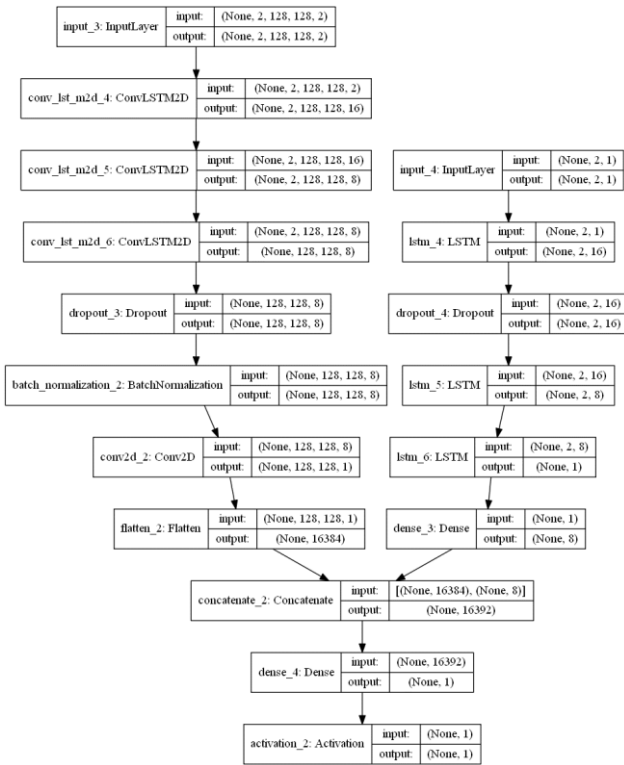 input_3: InputLayer
input: (None, 2, 128, 128, 2)
output: (None, 2, 128, 128, 2)
conv_lst_m2d_4: ConvLSTM2D
input: (None, 2, 128, 128, 2)
output: (None, 2, 128, 128, 16)
conv_lst_m2d_5: ConvLSTM2D
input: (None, 2, 128, 128, 16)
output: (None, 2, 128, 128, 8)
input_4: InputLayer
input: (None, 2, 1)
output: (None, 2, 1)
conv_lst_m2d_6: ConvLSTM2D
input: (None, 2, 128, 128, 8)
output: (None, 128, 128, 8)
lstm_4: LSTM
input: (None, 2, 1)
output: (None, 2, 16)
dropout_3: Dropout
input: (None, 128, 128, 8)
output: (None, 128, 128, 8)
dropout_4: Dropout
input: (None, 2, 16)
output: (None, 2, 16)
batch_normalization_2: BatchNormalization
input: (None, 128, 128, 8)
output: (None, 128, 128, 8)
lstm_5: LSTM
input: (None, 2, 16)
output: (None, 2, 8)
conv2d_2: Conv2D
input: (None, 128, 128, 8)
output: (None, 128, 128, 1)
lstm_6: LSTM
input: (None, 2, 8)
output: (None, 1)
flatten_2: Flatten
input: (None, 128, 128, 1)
output: (None, 16384)
dense_3: Dense
input: (None, 1)
output: (None, 8)
concatenate_2: Concatenate
input: [(None, 16384), (None, 8)]
output: (None, 16392)
dense_4: Dense
input: (None, 16392)
output: (None, 1)
activation_2: Activation
input: (None, 1)
output: (None, 1)